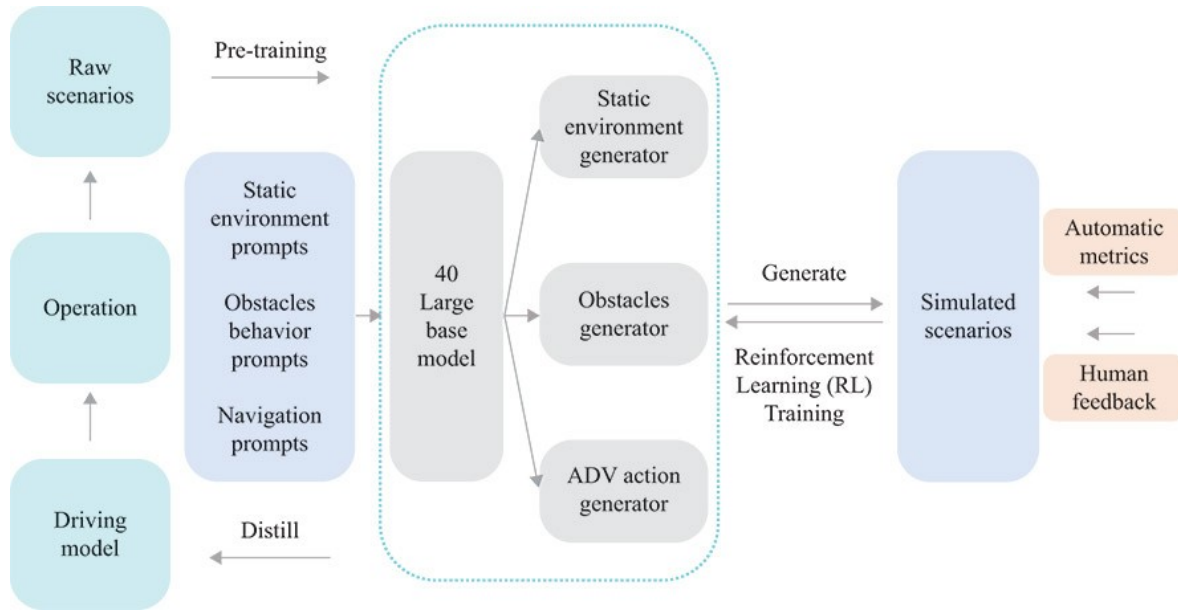 Raw
scenarios
Operation
Driving
model
Pre-training
Static
environment
prompts
Obstacles
behavior
prompts
Navigation
prompts
Distill
40
Large
base
model
Static
environment
generator
Obstacles
generator
ADV action
generator
Generate
Reinforcement
Learning (RL)
Training
Simulated
scenarios
Automatic
metrics
Human
feedback